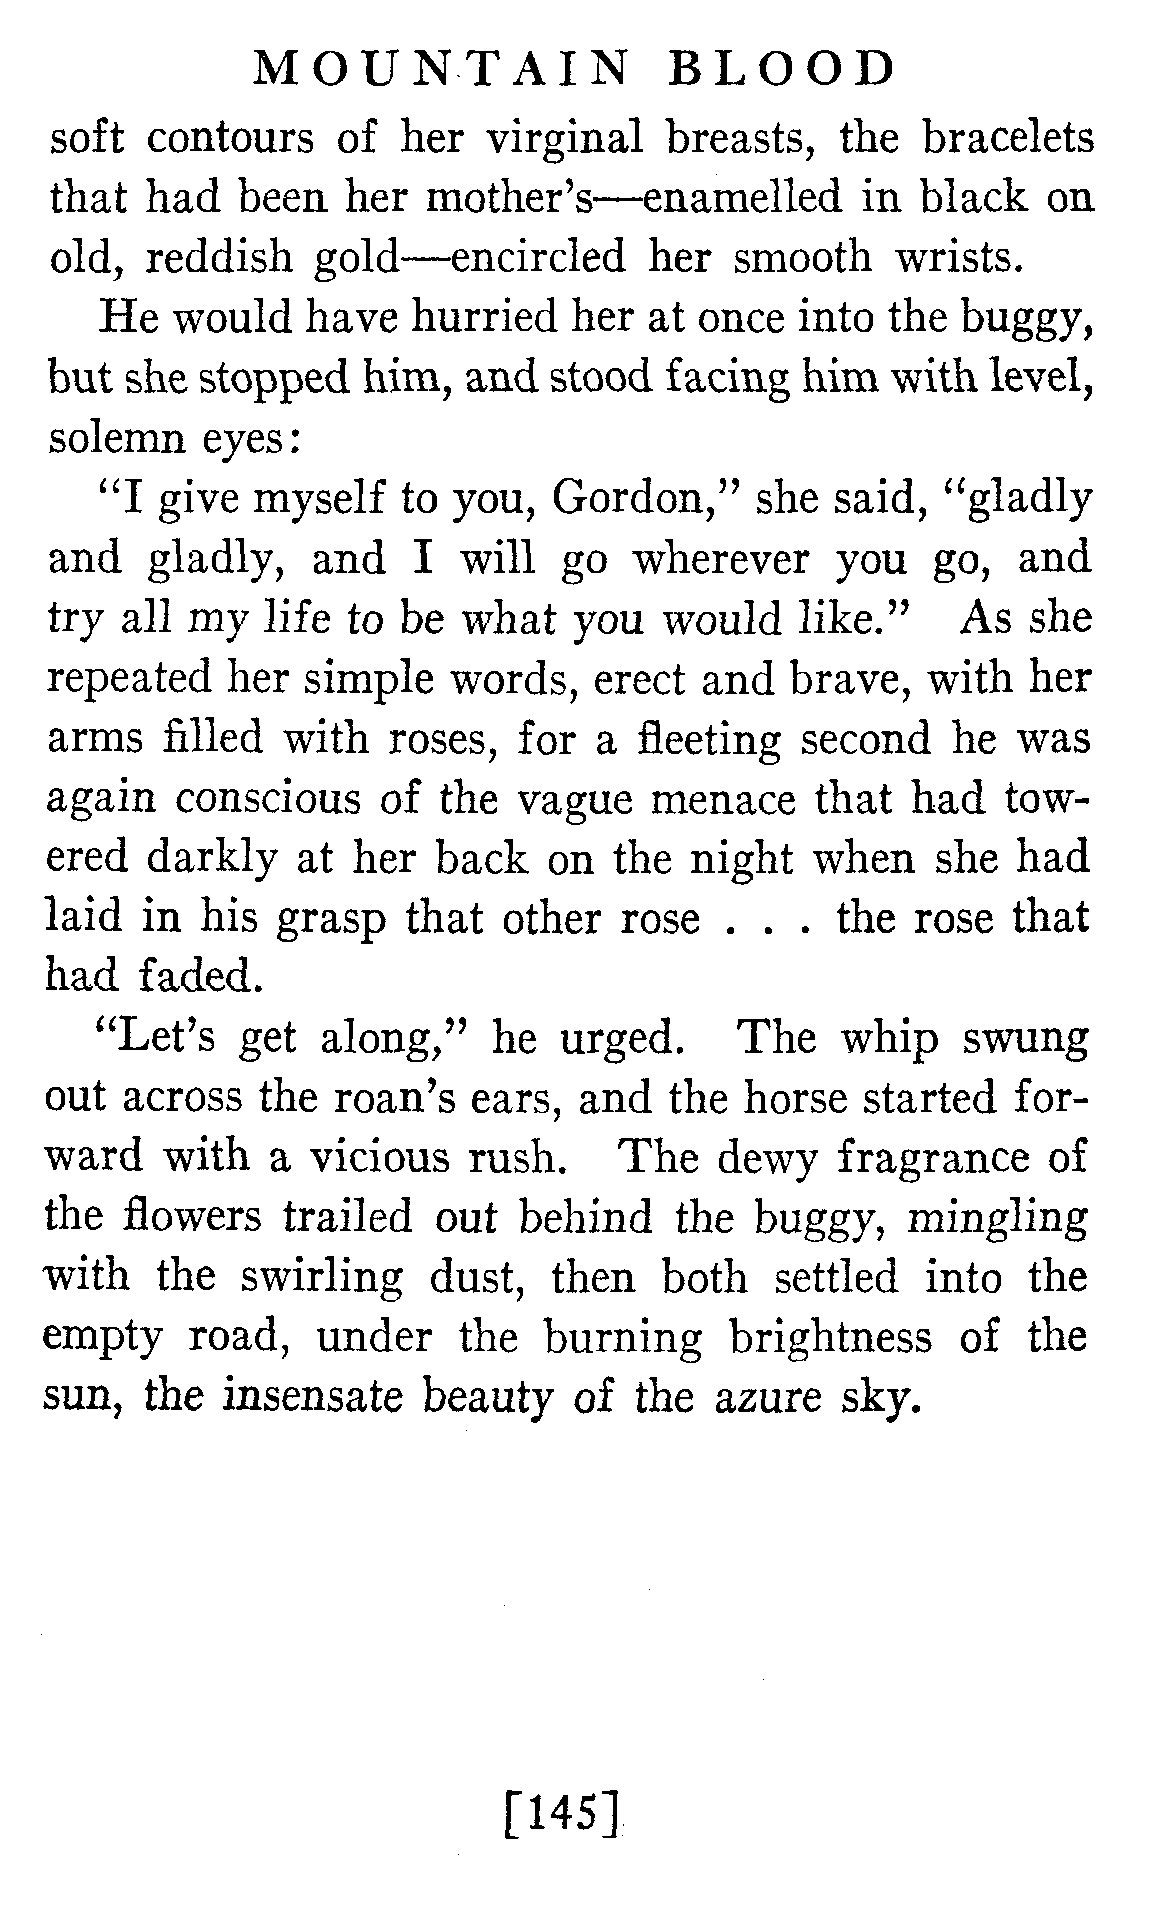 MOUNTAIN BLOOD
soft contours of her virginal breasts, the bracelets
that had been her mother's—enamelled in black on
old, reddish gold—encircled her smooth wrists.
He would have hurried her at once into the buggy,
but she stopped him, and stood facing him with level,
solemn eyes:
"I give myself to you, Gordon," she said, "gladly
and gladly, and I will go wherever you go, and
try all my life to be what you would like." As she
repeated her simple words, erect and brave, with her
arms filled with roses, for a fleeting second he was
again conscious of the vague menace that had tow-
ered darkly at her back on the night when she had
laid in his grasp that other rose . . . the rose that
had faded.
"Let's get along," he urged. The whip swung
out across the roan's ears, and the horse started for-
ward with a vicious rush. The dewy fragrance of
the flowers trailed out behind the buggy, mingling
with the swirling dust, then both settled into the
empty road, under the burning brightness of the
sun, the insensate beauty of the azure sky.
[145]